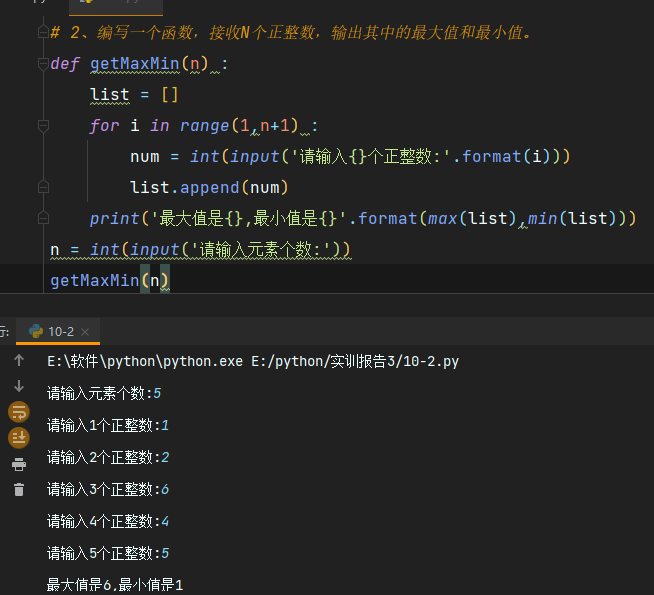 # 2、编写一个函数，接收N个正整数，输出其中的最大值和最小值。
def getMaxMin(n) :
list = []
for i in range(1,n+1) :
num = int(input('请输入{}个正整数:'.format(i)))
list.append(num)
print('最大值是{},最小值是{}'.format(max(list),min(list)))
n = int(input('请输入元素个数:'))
getMaxMin(n)
行:
10-2
E:\软件\python\python.exe E:/python/实训报告3/10-2.py
请输入元素个数:5
请输入1个正整数:1
请输入2个正整数:2
请输入3个正整数:6
请输入4个正整数:4
请输入5个正整数:5
最大值是6,最小值是1